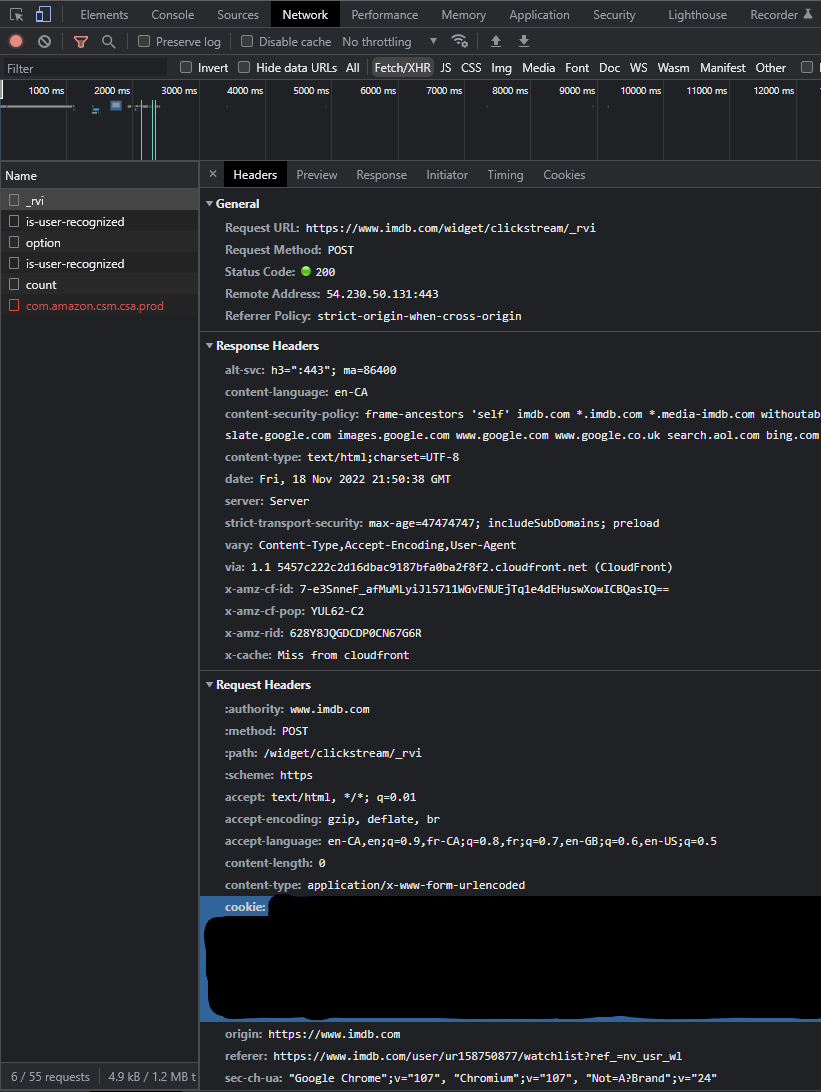 Elements Console Sources Network Performance Memory Application Security Lighthouse Recorder
Preserve log Disable cache No throttling
Filter Invert Hide data URLs All Fetch/XHR JS CSS Img Media Font Doc WS Wasm Manifest Other
1000 ms 2000 ms 3000 ms 4000 ms 5000 ms 6000 ms 7000 ms 8000 ms 9000 ms 10000 ms 11000 ms 12000 ms
Name
_rvi
is-user-recognized
option
is-user-recognized
count
com.amazon.csm.csa.prod
× Headers Preview Response Initiator Timing Cookies
General
Request URL: https://www.imdb.com/widget/clickstream/_rvi
Request Method: POST
Status Code: 200
Remote Address: 54.230.50.131:443
Referrer Policy: strict-origin-when-cross-origin
Response Headers
alt-svc: h3=":443"; ma=86400
content-language: en-CA
content-security-policy: frame-ancestors 'self' imdb.com *.imdb.com *.media-imdb.com withoutab
slate.google.com images.google.com www.google.com www.google.co.uk search.aol.com bing.com
content-type: text/html;charset=UTF-8
date: Fri, 18 Nov 2022 21:50:38 GMT
server: Server
strict-transport-security: max-age=47474747; includeSubDomains; preload
vary: Content-Type,Accept-Encoding,User-Agent
via: 1.1 5457c222c2d16dbac9187bfa0ba2f8f2.cloudfront.net (CloudFront)
x-amz-cf-id: 7-e3SnneF_afMuMLyiJl5711WGvENUEjTq1e4dEHuswXowICBQasIQ==
x-amz-cf-pop: YUL62-C2
x-amz-rid: 628Y8JQGDCDP0CN67G6R
x-cache: Miss from cloudfront
Request Headers
:authority: www.imdb.com
:method: POST
:path: /widget/clickstream/_rvi
:scheme: https
accept: text/html, */*; q=0.01
accept-encoding: gzip, deflate, br
accept-language: en-CA,en;q=0.9,fr-CA;q=0.8,fr;q=0.7,en-GB;q=0.6,en-US;q=0.5
content-length: 0
content-type: application/x-www-form-urlencoded
cookie:
origin: https://www.imdb.com
referer: https://www.imdb.com/user/ur158750877/watchlist?ref_=nv_usr_wl
sec-ch-ua: "Google Chrome";v="107", "Chromium";v="107", "Not=A?Brand";v="24"
6 / 55 requests 4.9 kB / 1.2 MB t